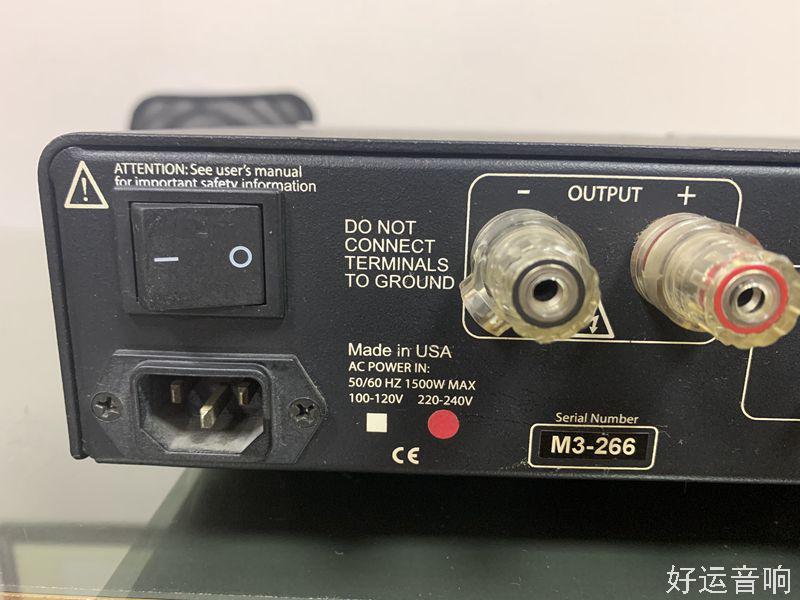 ATTENTION: See user's manual
for important safety information
- OUTPUT +
DO NOT
CONNECT
TERMINALS
TO GROUND
Made in USA
AC POWER IN:
50/60 HZ 1500W MAX
100-120V 220-240V
CE
Serial Number
M3-266
好运音响